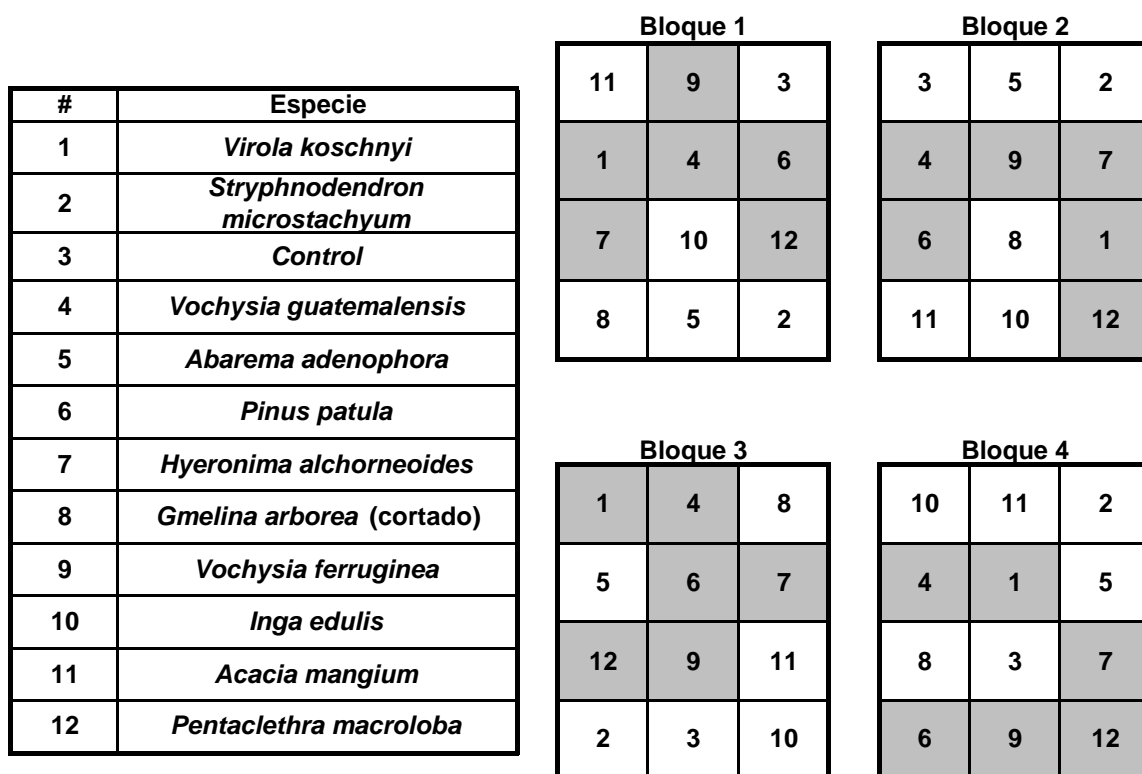 # Especie
1 Virola koschnyi
2 Stryphnodendron
microstachyum
3 Control
4 Vochysia guatemalensis
5 Abarema adenophora
6 Pinus patula
7 Hyeronima alchorneoides
8 Gmelina arborea (cortado)
9 Vochysia ferruginea
10 Inga edulis
11 Acacia mangium
12 Pentaclethra macroloba
Bloque 1
11 9 3
1 4 6
7 10 12
8 5 2
Bloque 2
3 5 2
4 9 7
6 8 1
11 10 12
Bloque 3
1 4 8
5 6 7
12 9 11
2 3 10
Bloque 4
10 11 2
4 1 5
8 3 7
6 9 12